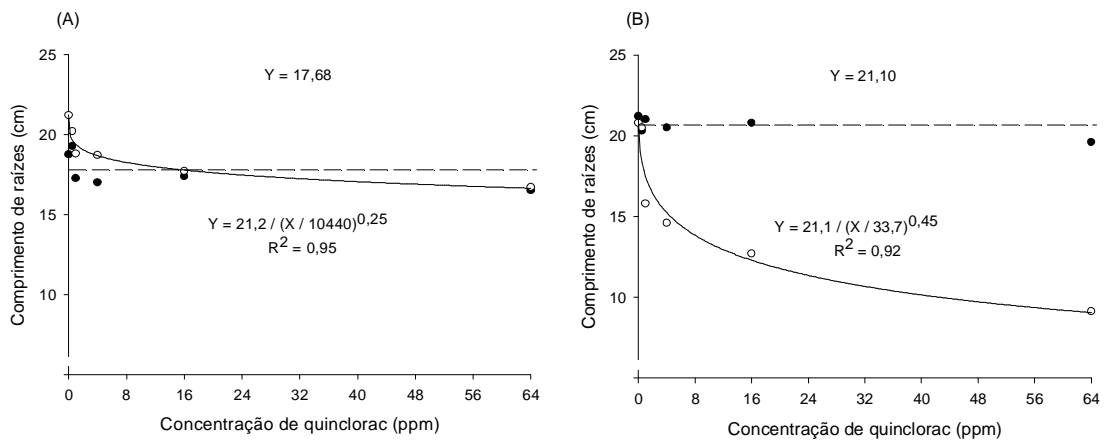 (A)
25
20
15
10
Comprimento de raízes (cm)
Y = 17,68
Y = 21,2 / (X / 10440)0,25
R2 = 0,95
0 8 16 24 32 40 48 56 64
Concentração de quinclorac (ppm)
(B)
25
20
15
10
Comprimento de raízes (cm)
Y = 21,10
Y = 21,1 / (X / 33,7)0,45
R2 = 0,92
0 8 16 24 32 40 48 56 64
Concentração de quinclorac (ppm)